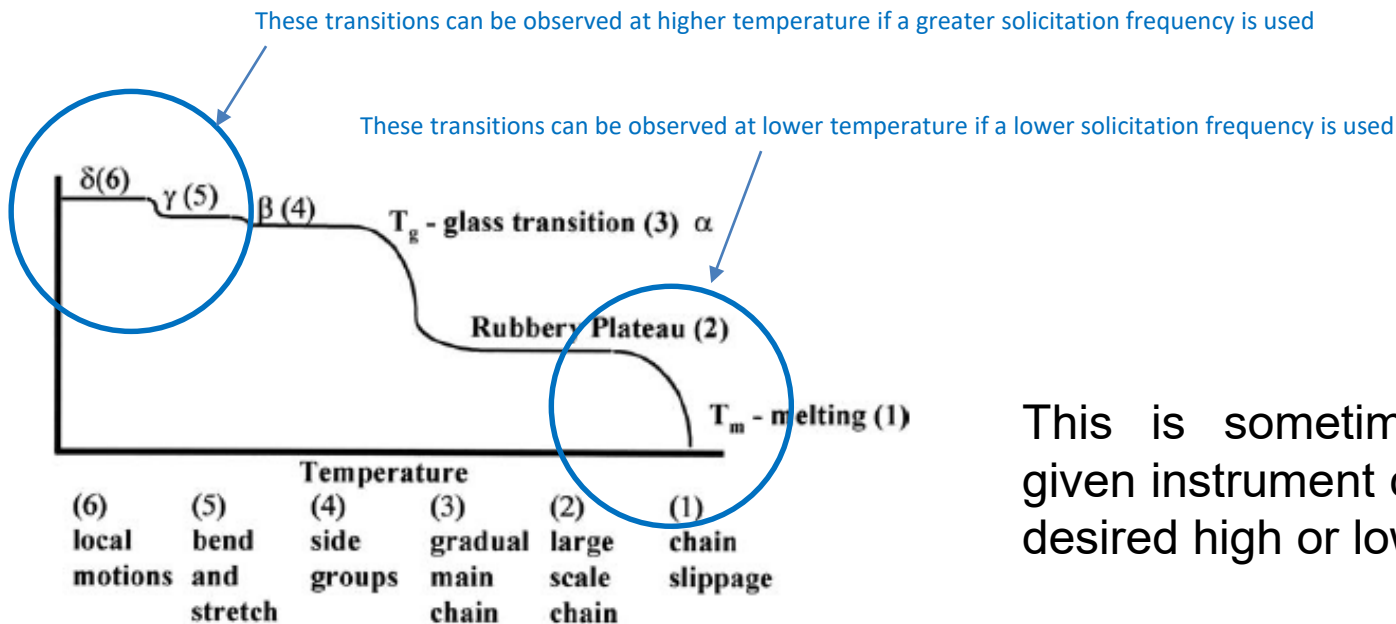 These transitions can be observed at higher temperature if a greater solicitation frequency is used
These transitions can be observed at lower temperature if a lower solicitation frequency is used
δ(6)
γ (5)
β (4)
Tg - glass transition (3) α
Rubbery Plateau (2)
Tm - melting (1)
Temperature
(6) (5) (4) (3) (2) (1)
local bend side gradual large chain
motions and groups main scale slippage
stretch chain chain
This is
given instrument
desired high or